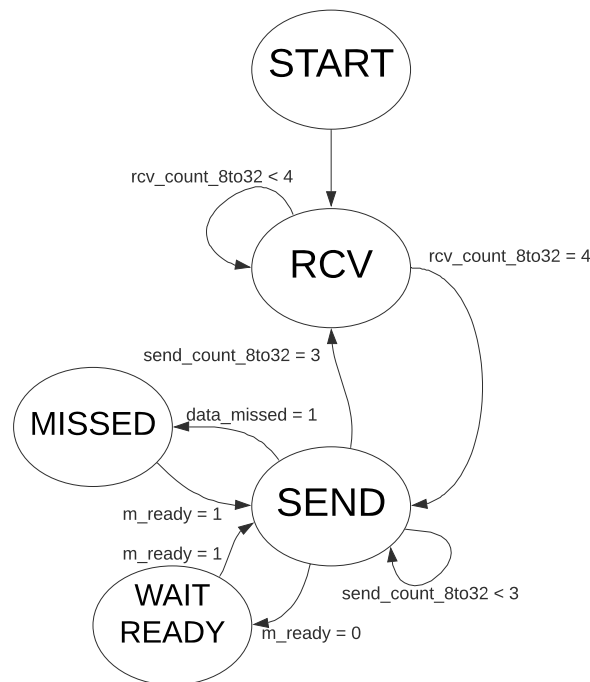 START
rcv_count_8to32 < 4
RCV
rcv_count_8to32 = 4
send_count_8to32 = 3
MISSED
data_missed = 1
SEND
m_ready = 1
m_ready = 1
WAIT
READY
send_count_8to32 < 3
m_ready = 0